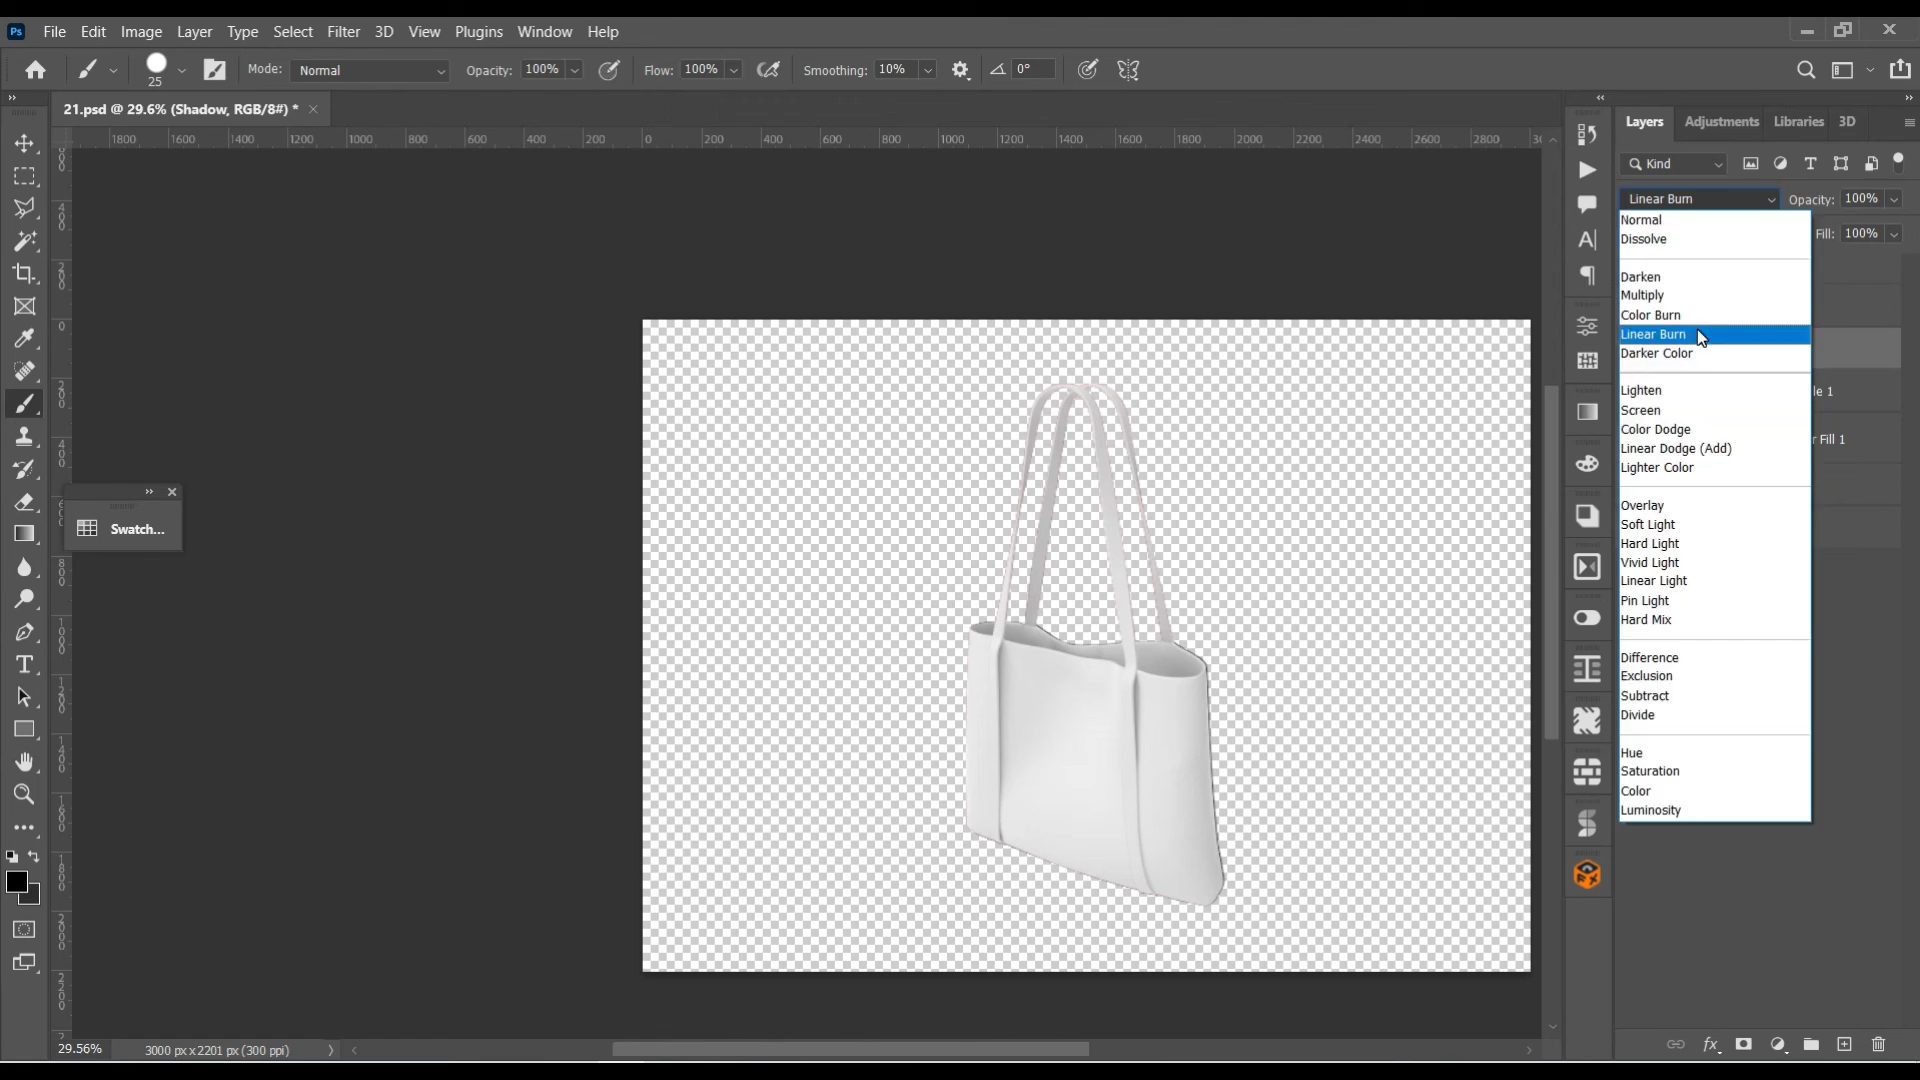 Ps File Edit Image Layer Type Select Filter 3D View Plugins Window Help
25 Mode: Normal Opacity: 100% Flow: 100% Smoothing: 10% 0°
21.psd @ 29.6% (Shadow, RGB/8#) *
1800 1600 1400 1200 1000 800 600 400 200 0 200 400 600 800 1000 1200 1400 1600 1800 2000 2200 2400 2600 2800
Layers Adjustments Libraries 3D
Kind
Linear Burn Opacity: 100%
Fill: 100%
Normal
Dissolve
Darken
Multiply
Color Burn
Linear Burn
Darker Color
Lighten
Screen
Color Dodge
Linear Dodge (Add)
Lighter Color
Overlay
Soft Light
Hard Light
Vivid Light
Linear Light
Pin Light
Hard Mix
Difference
Exclusion
Subtract
Divide
Hue
Saturation
Color
Luminosity
le 1
r Fill 1
Swatch...
29.56% 3000 px x 2201 px (300 ppi)
fx